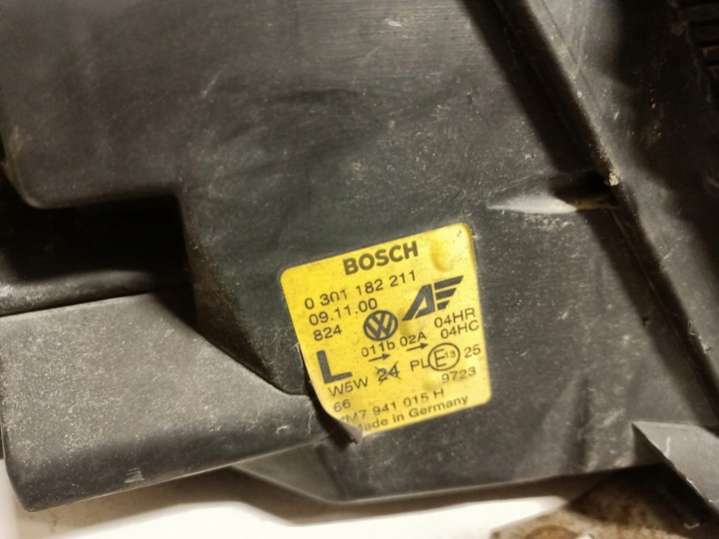 BOSCH
0 301 182 211
09.11.00
824
04HR
04HC
011b 02A
L
W5W 24 PL E13 25
66 9723
M7 941 015 H
Made in Germany